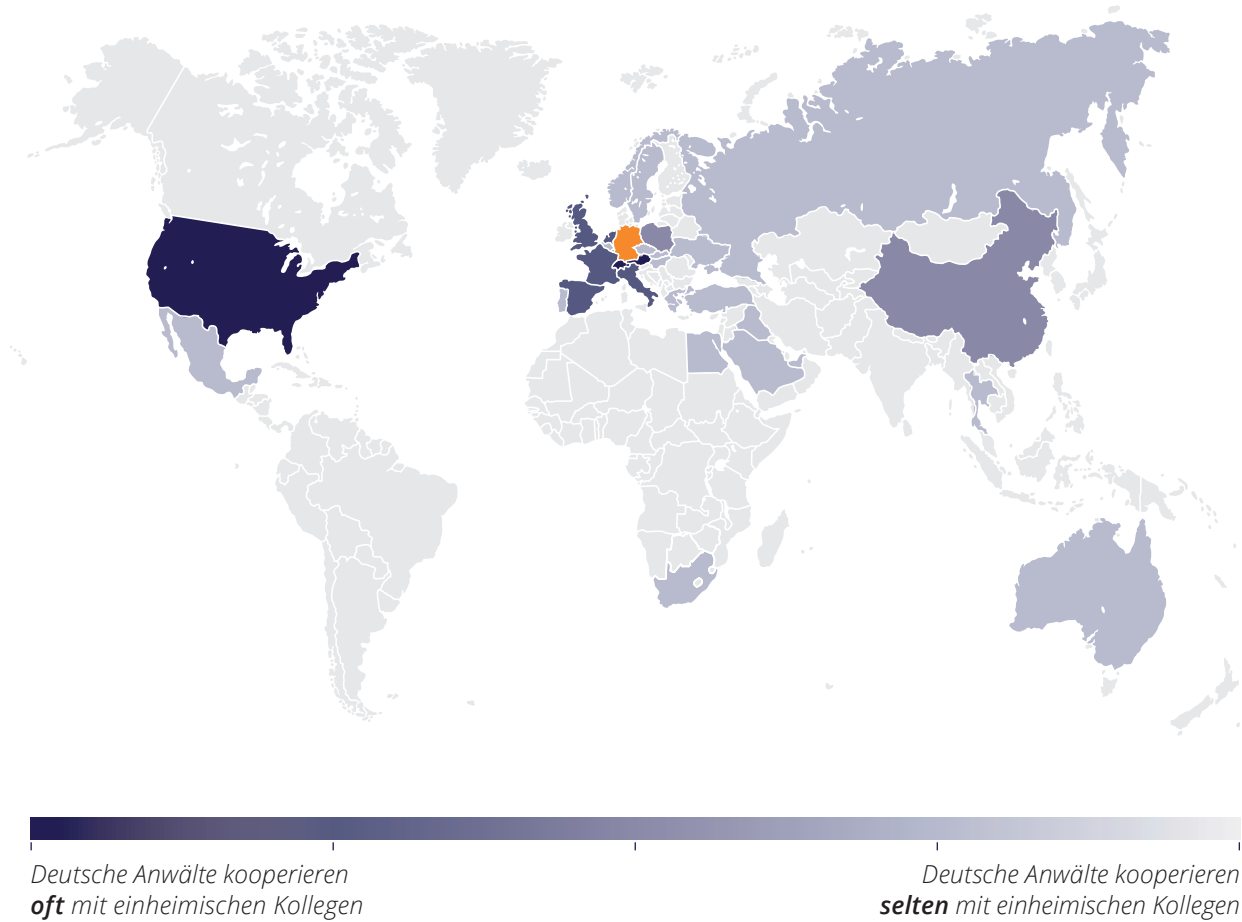 Deutsche Anwälte kooperieren
oft mit einheimischen Kollegen
Deutsche Anwälte kooperieren
selten mit einheimischen Kollegen